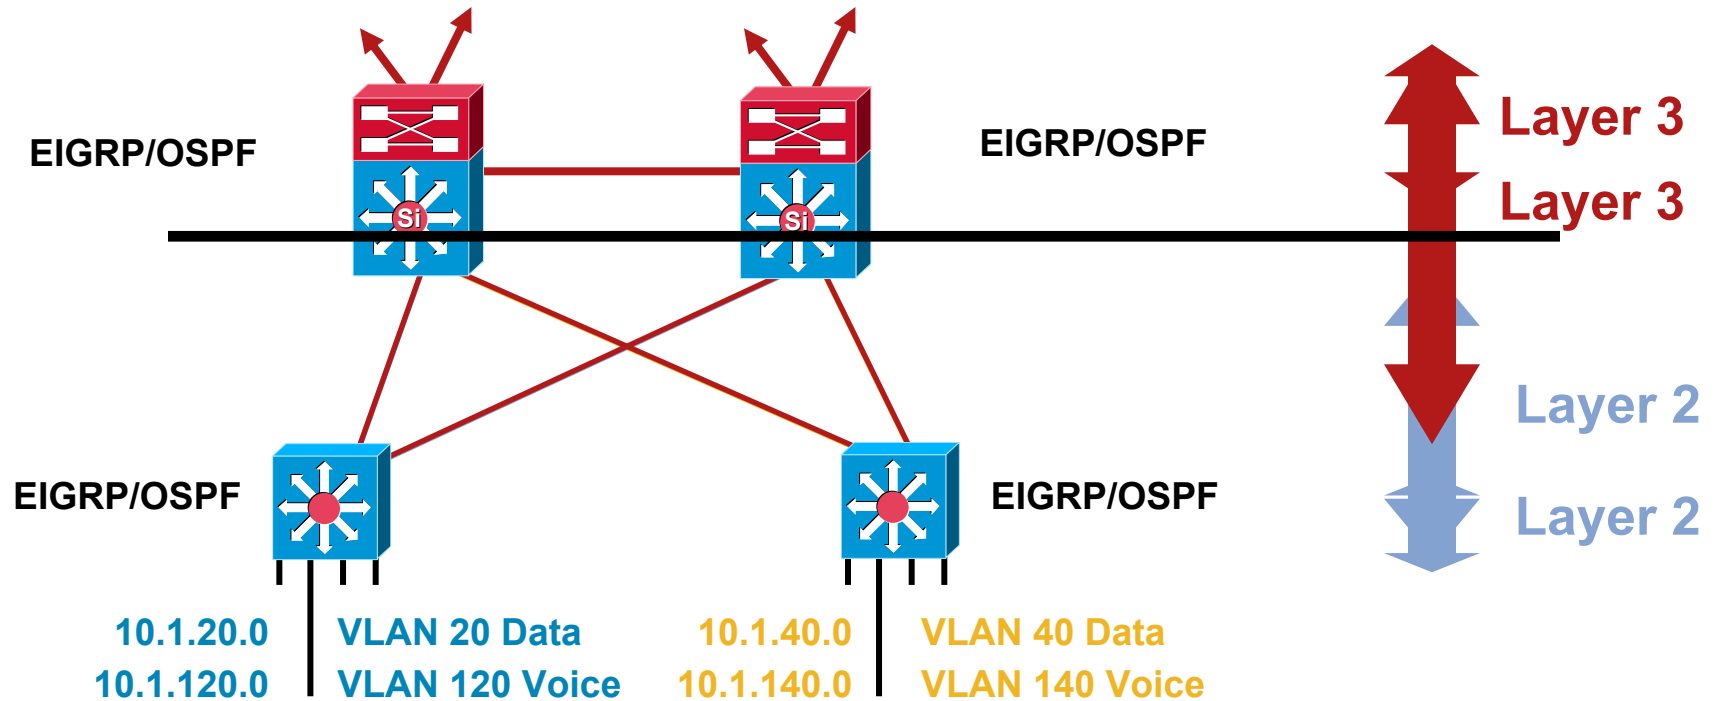 EIGRP/OSPF
EIGRP/OSPF
Layer 3
Layer 3
Si
Si
Layer 2
EIGRP/OSPF
EIGRP/OSPF
Layer 2
10.1.20.0 VLAN 20 Data
10.1.120.0 VLAN 120 Voice
10.1.40.0 VLAN 40 Data
10.1.140.0 VLAN 140 Voice